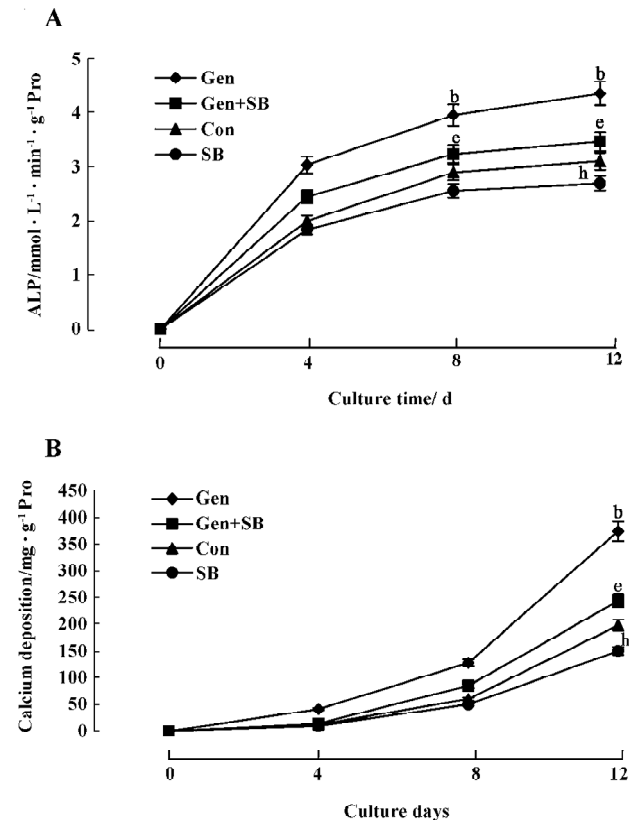 A
5
4
3
2
1
0
ALP/mmol · L⁻¹ · min⁻¹ · g⁻¹ Pro
Gen
Gen+SB
Con
SB
b
b
e
e
h
0 4 8 12
Culture time/ d
B
450
400
350
300
250
200
150
100
50
0
Calcium deposition/mg · g⁻¹ Pro
Gen
Gen+SB
Con
SB
b
e
h
0 4 8 12
Culture days